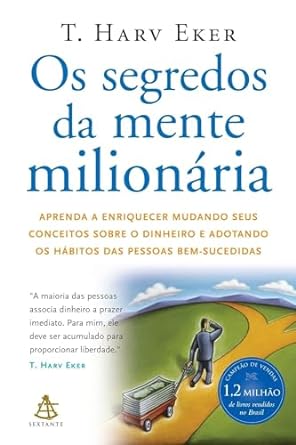 T. HARV EKER
Os segredos
da mente
milionária
APRENDA A ENRIQUECER MUDANDO SEUS
CONCEITOS SOBRE O DINHEIRO E ADOTANDO
OS HÁBITOS DAS PESSOAS BEM-SUCEDIDAS
"A maioria das pessoas
associa dinheiro a prazer
imediato. Para mim, ele
deve ser acumulado para
proporcionar liberdade."
T. HARV EKER
SEXTANTE
CAMPEÃO DE VENDAS
1,2 MILHÃO
de livros vendidos
no Brasil